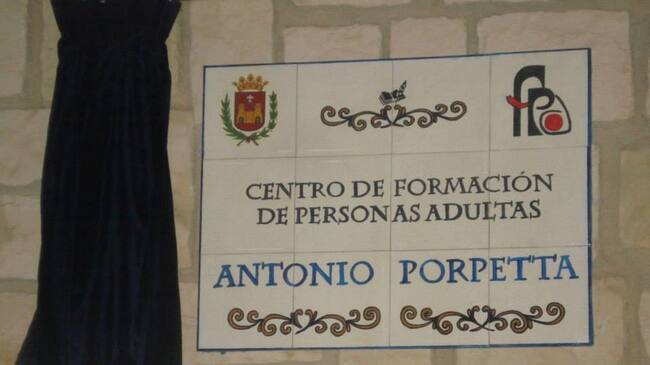 CENTRO DE FORMACIÓN
DE PERSONAS ADULTAS
ANTONIO PORPETTA